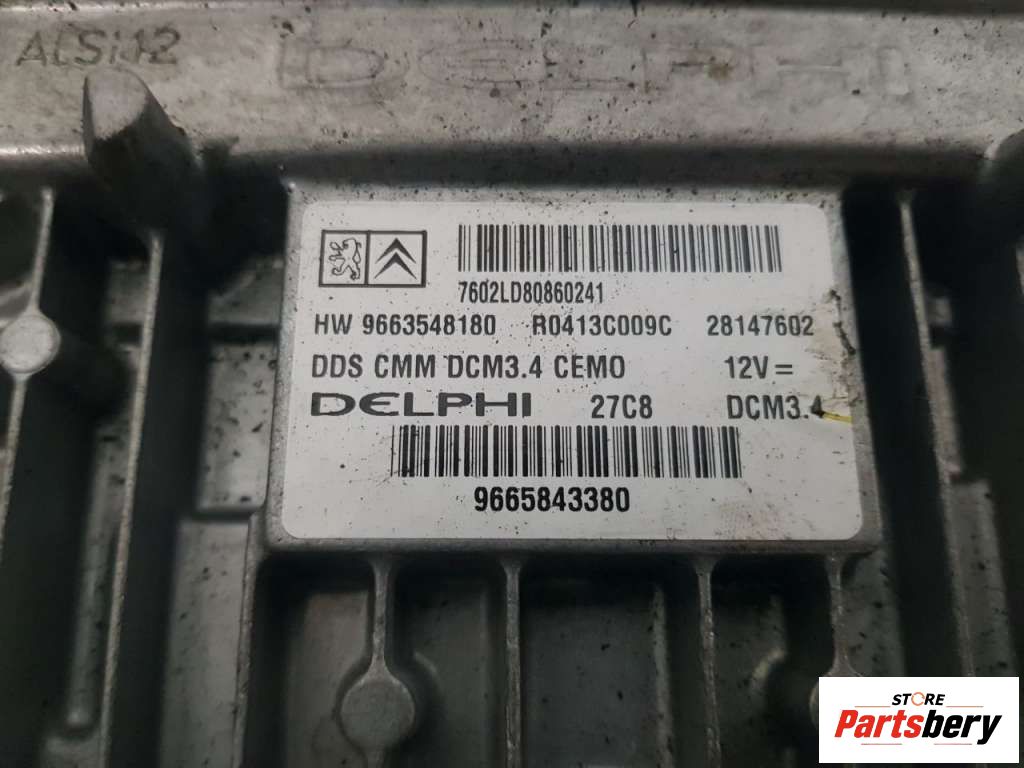 ALSi12
DELPHI
7602LD80860241
HW 9663548180 R0413C009C 28147602
DDS CMM DCM3.4 CEMO 12V =
DELPHI 27C8 DCM3.4
9665843380
STORE
Partsbery